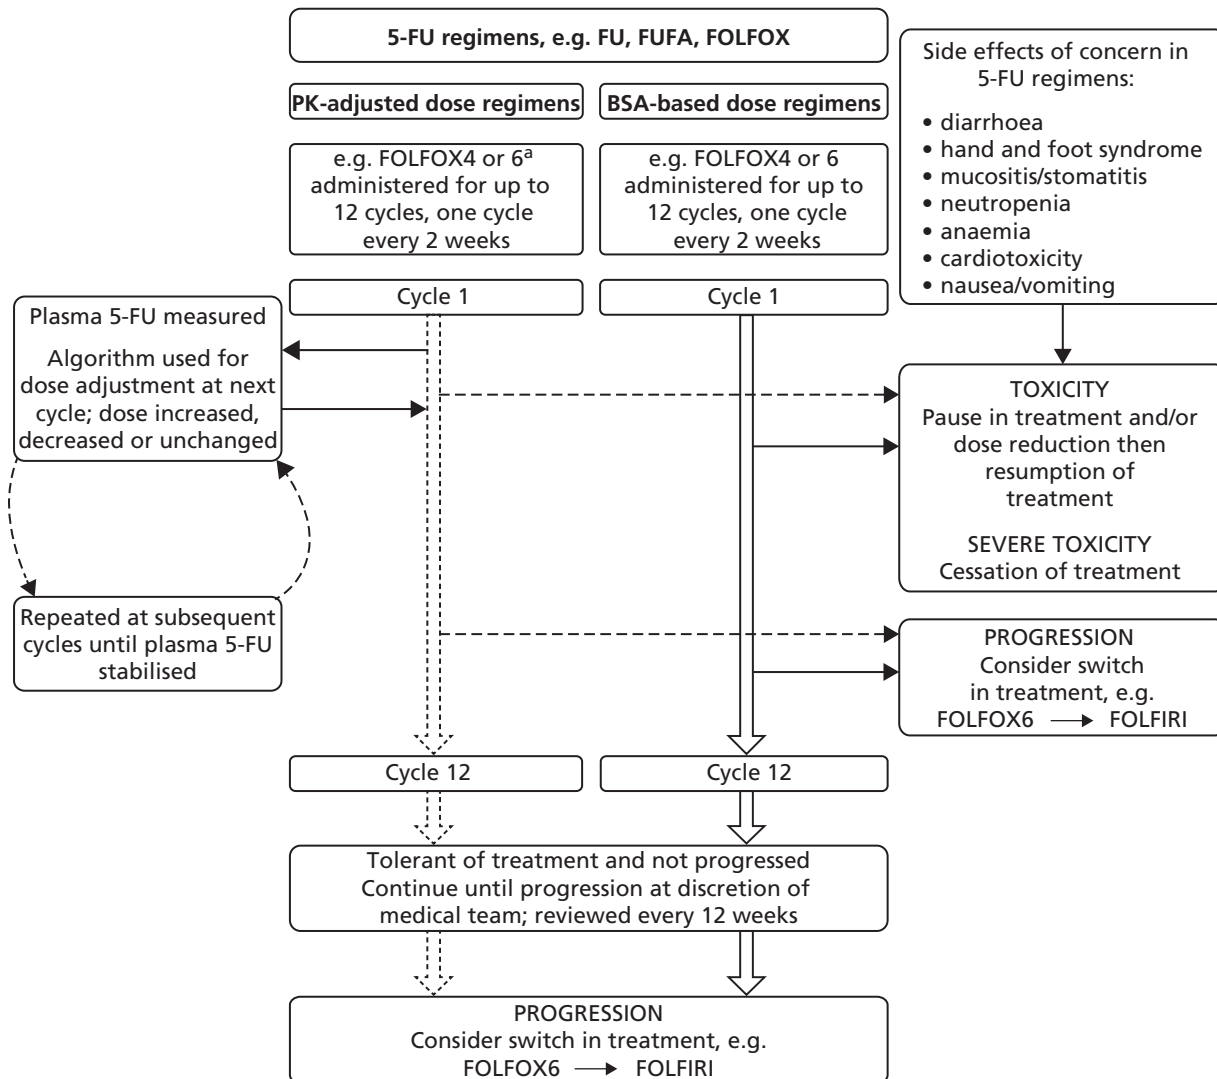 5-FU regimens, e.g. FU, FUFA, FOLFOX
PK-adjusted dose regimens
BSA-based dose regimens
e.g. FOLFOX4 or 6a
administered for up to
12 cycles, one cycle
every 2 weeks
e.g. FOLFOX4 or 6
administered for up to
12 cycles, one cycle
every 2 weeks
Side effects of concern in
5-FU regimens:
• diarrhoea
• hand and foot syndrome
• mucositis/stomatitis
• neutropenia
• anaemia
• cardiotoxicity
• nausea/vomiting
Cycle 1
Cycle 1
Plasma 5-FU measured
Algorithm used for
dose adjustment at next
cycle; dose increased,
decreased or unchanged
Repeated at subsequent
cycles until plasma 5-FU
stabilised
TOXICITY
Pause in treatment and/or
dose reduction then
resumption of
treatment
SEVERE TOXICITY
Cessation of treatment
PROGRESSION
Consider switch
in treatment, e.g.
FOLFOX6 → FOLFIRI
Cycle 12
Cycle 12
Tolerant of treatment and not progressed
Continue until progression at discretion of
medical team; reviewed every 12 weeks
PROGRESSION
Consider switch in treatment, e.g.
FOLFOX6 → FOLFIRI